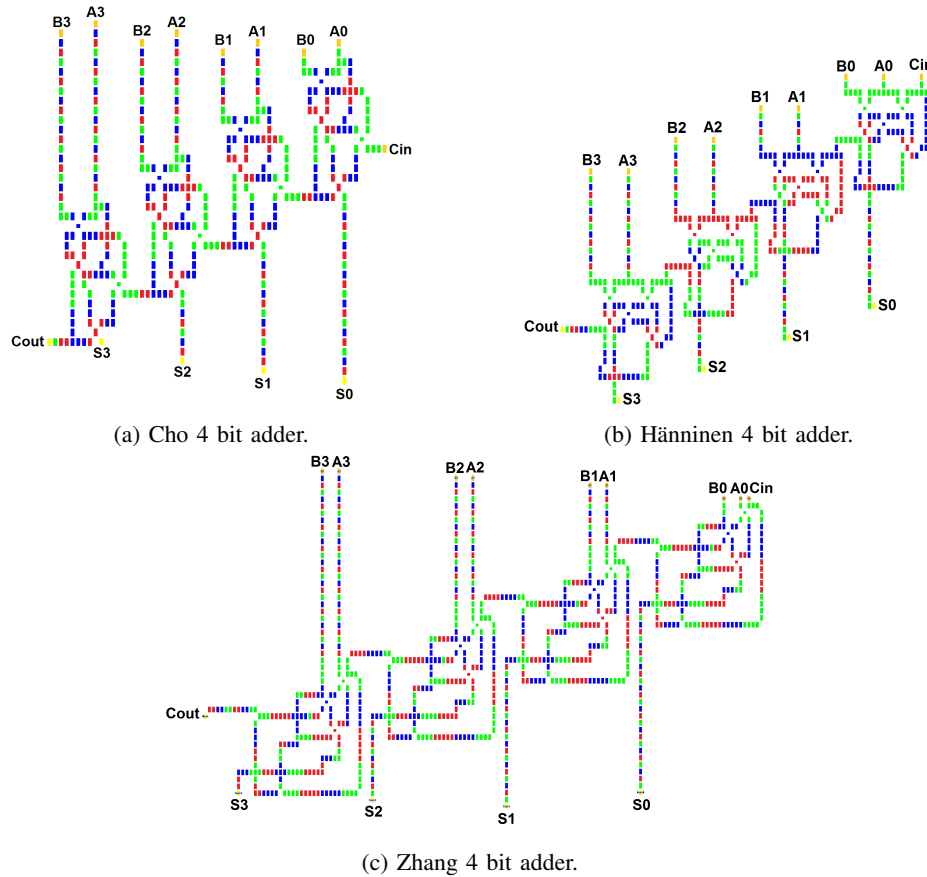 B3 A3 B2 A2 B1 A1 B0 A0
Cin
Cout
S3
S2
S1
S0
(a) Cho 4 bit adder.
B0 A0 Cin
B1 A1
B2 A2
B3 A3
S0
Cout
S1
S2
S3
(b) Hänninen 4 bit adder.
B3 A3 B2 A2 B1 A1 B0 A0 Cin
Cout
S3 S2 S1 S0
(c) Zhang 4 bit adder.